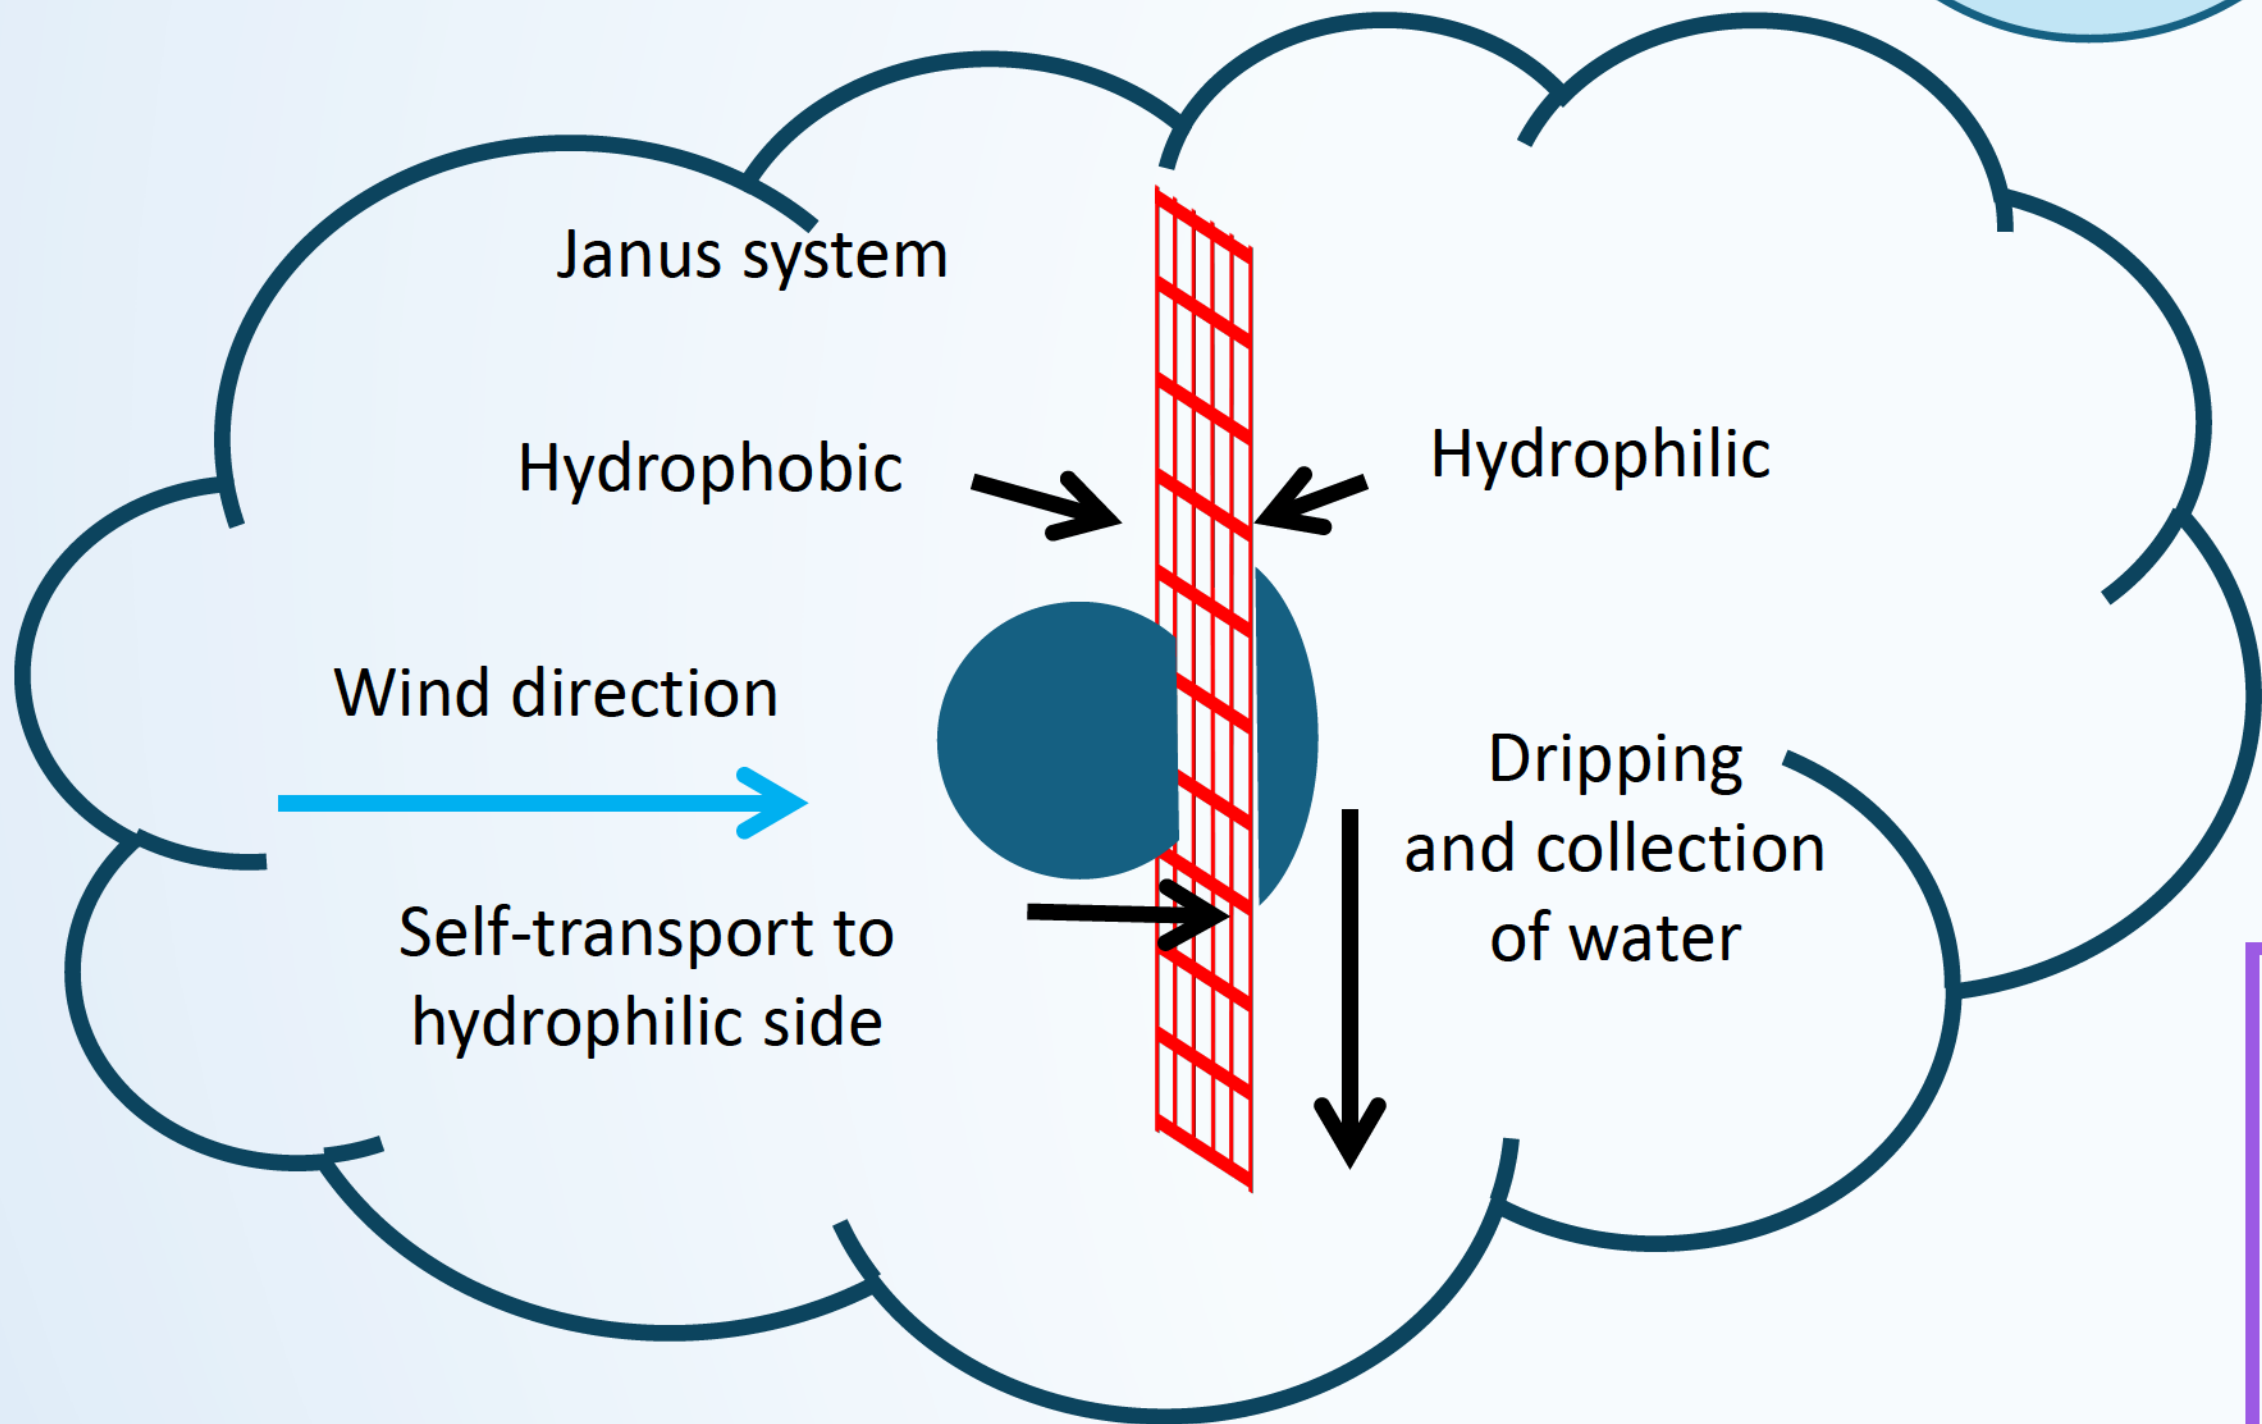 Janus system
Hydrophobic
Hydrophilic
Wind direction
Self-transport to
hydrophilic side
Dripping
and collection
of water